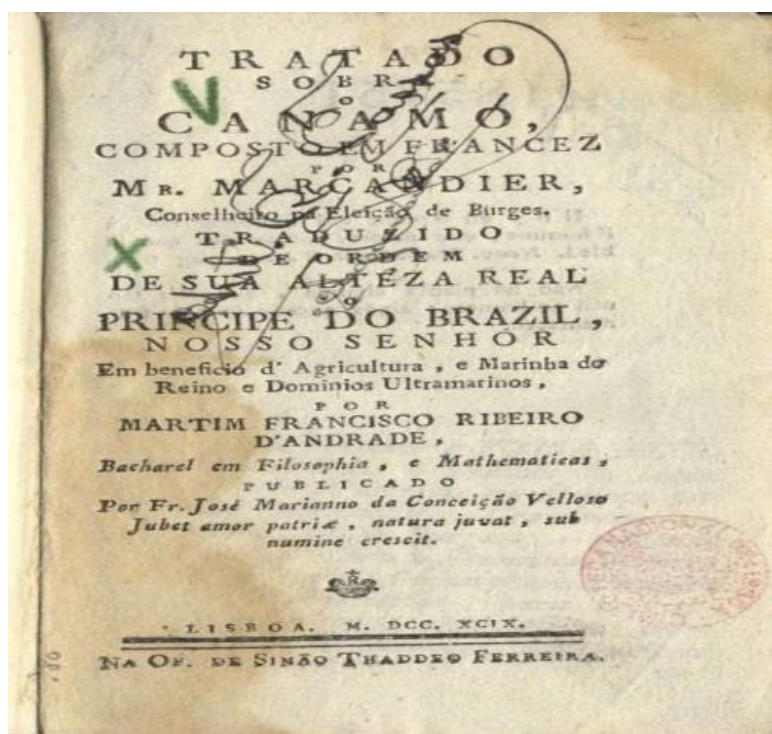 TRATADO
SOBRE
O
CANAMO,
COMPOSTO EM FRANCEZ
POR
MR. MARCANDIER,
Conselheiro na Eleição de Burges.
TRADUZIDO
DE ORDEM
DE SUA ALTEZA REAL
O
PRINCIPE DO BRAZIL,
NOSSO SENHOR
Em beneficio d' Agricultura, e Marinha do
Reino e Dominios Ultramarinos,
POR
MARTIM FRANCISCO RIBEIRO
D'ANDRADE,
Bacharel em Filosophia, e Mathematicas,
PUBLICADO
Por Fr. José Marianno da Conceição Velloso
Jubet amor patriæ, natura juvat, sub
numine crescit.
LISBOA. M. DCC. XCIX.
NA OF. DE SIMÃO THADDEO FERREIRA.